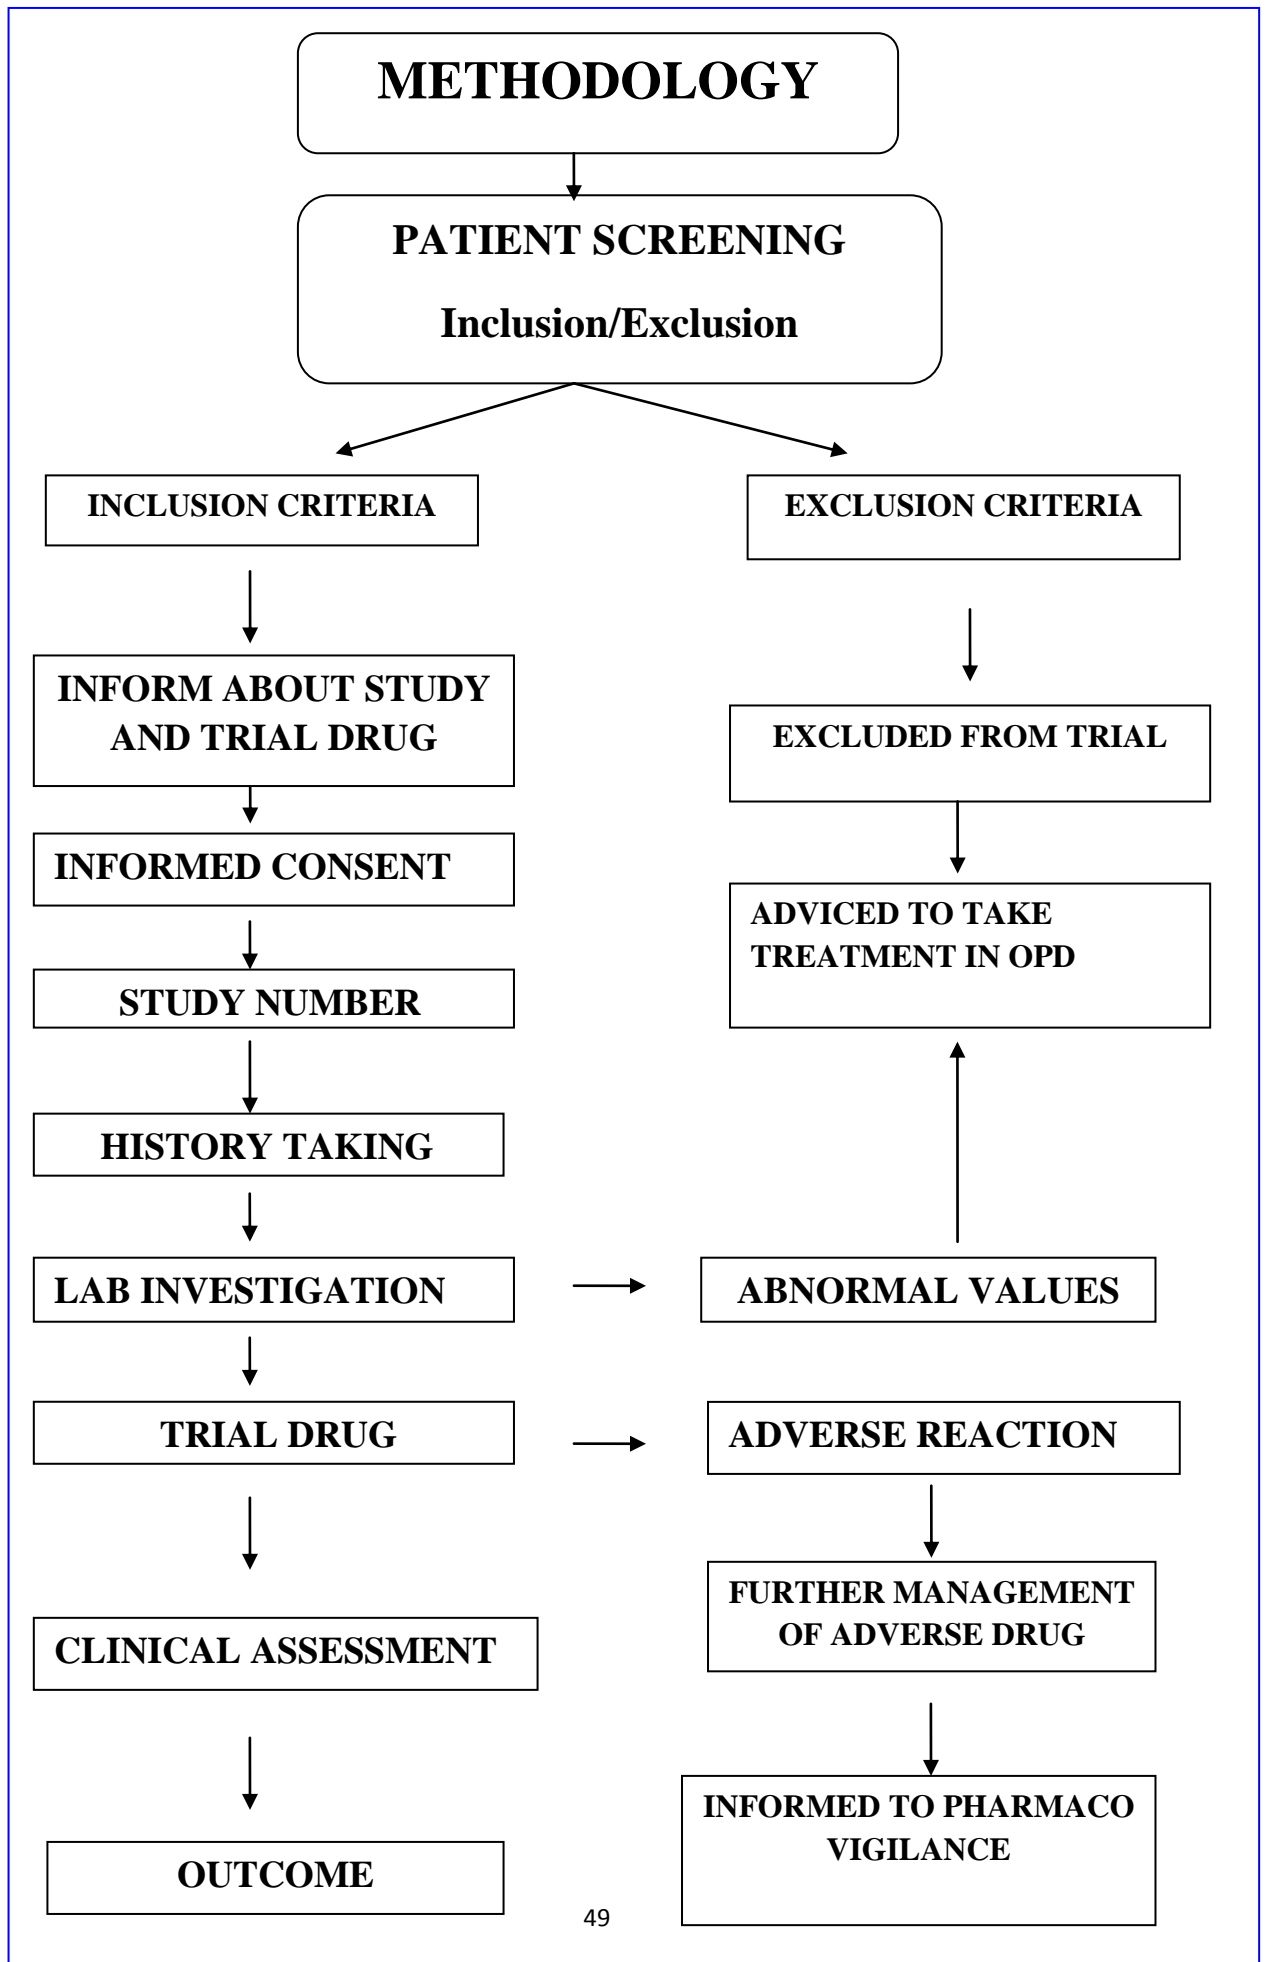 METHODOLOGY
PATIENT SCREENING
Inclusion/Exclusion
INCLUSION CRITERIA
EXCLUSION CRITERIA
INFORM ABOUT STUDY
AND TRIAL DRUG
EXCLUDED FROM TRIAL
INFORMED CONSENT
ADVICED TO TAKE
TREATMENT IN OPD
STUDY NUMBER
HISTORY TAKING
LAB INVESTIGATION
ABNORMAL VALUES
TRIAL DRUG
ADVERSE REACTION
FURTHER MANAGEMENT
OF ADVERSE DRUG
CLINICAL ASSESSMENT
INFORMED TO PHARMACO
VIGILANCE
OUTCOME
49